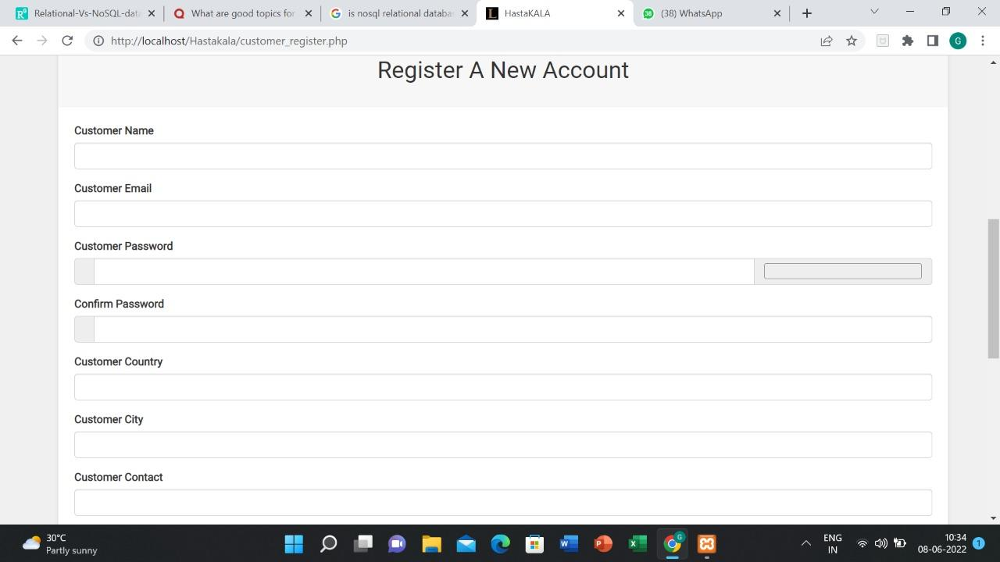 Relational-Vs-NoSQL-dat
What are good topics
is nosql relational databa
HastaKALA
38
(38) WhatsApp
http://localhost/Hastakala/customer_register.php
G
Register A New Account
Customer Name
Customer Email
Customer Password
Confirm Password
Customer Country
Customer City
Customer Contact
30°C
Partly sunny
ENG
IN
10:34
08-06-2022
1